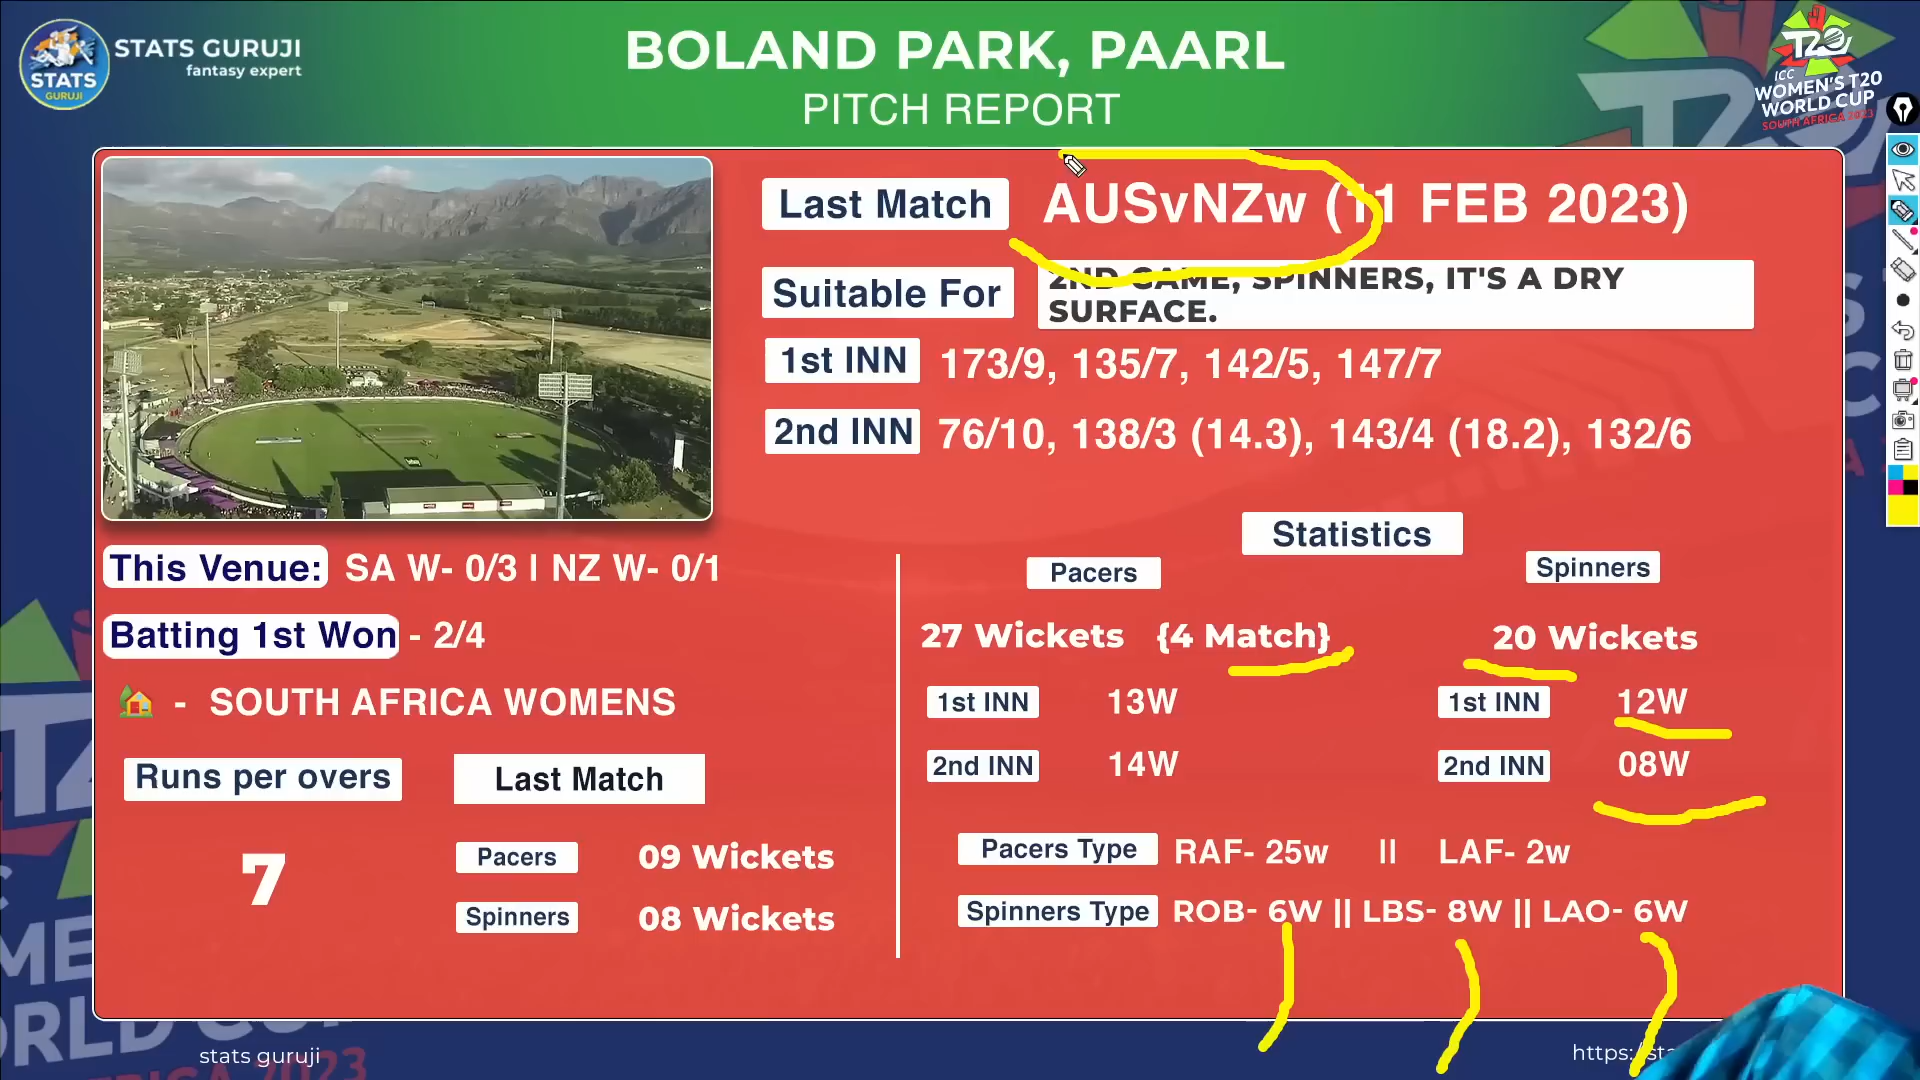 STATS GURUJI
fantasy expert
STATS
GURUJI
BOLAND PARK, PAARL
PITCH REPORT
T20
ICC
WOMEN'S T20
WORLD CUP
SOUTH AFRICA 2023
Last Match AUSvNZw (11 FEB 2023)
Suitable For 2ND GAME, SPINNERS, IT'S A DRY
SURFACE.
1st INN 173/9, 135/7, 142/5, 147/7
2nd INN 76/10, 138/3 (14.3), 143/4 (18.2), 132/6
This Venue: SA W- 0/3 | NZ W- 0/1
Batting 1st Won - 2/4
- SOUTH AFRICA WOMENS
Runs per overs
7
Last Match
Pacers 09 Wickets
Spinners 08 Wickets
Statistics
Pacers
27 Wickets {4 Match}
1st INN 13W
2nd INN 14W
Spinners
20 Wickets
1st INN 12W
2nd INN 08W
Pacers Type RAF- 25w || LAF- 2w
Spinners Type ROB- 6W || LBS- 8W || LAO- 6W
stats guruji